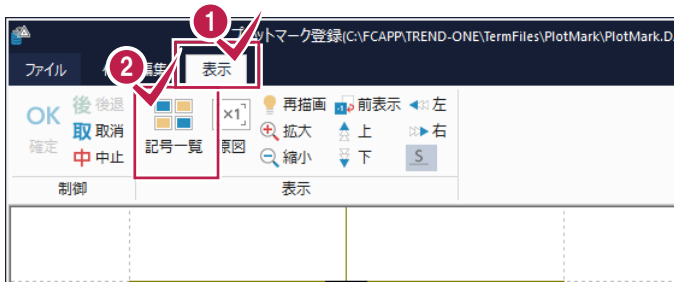 1
ットマーク登録(C:\FCAPP\TREND-ONE\TermFiles\PlotMark\PlotMark.D
2
ファイル 編集 表示
OK 確定
後 後退
取 取消
中 中止
制御
記号一覧
×1
原図
再描画 前表示 左
拡大 上 右
縮小 下 S
表示